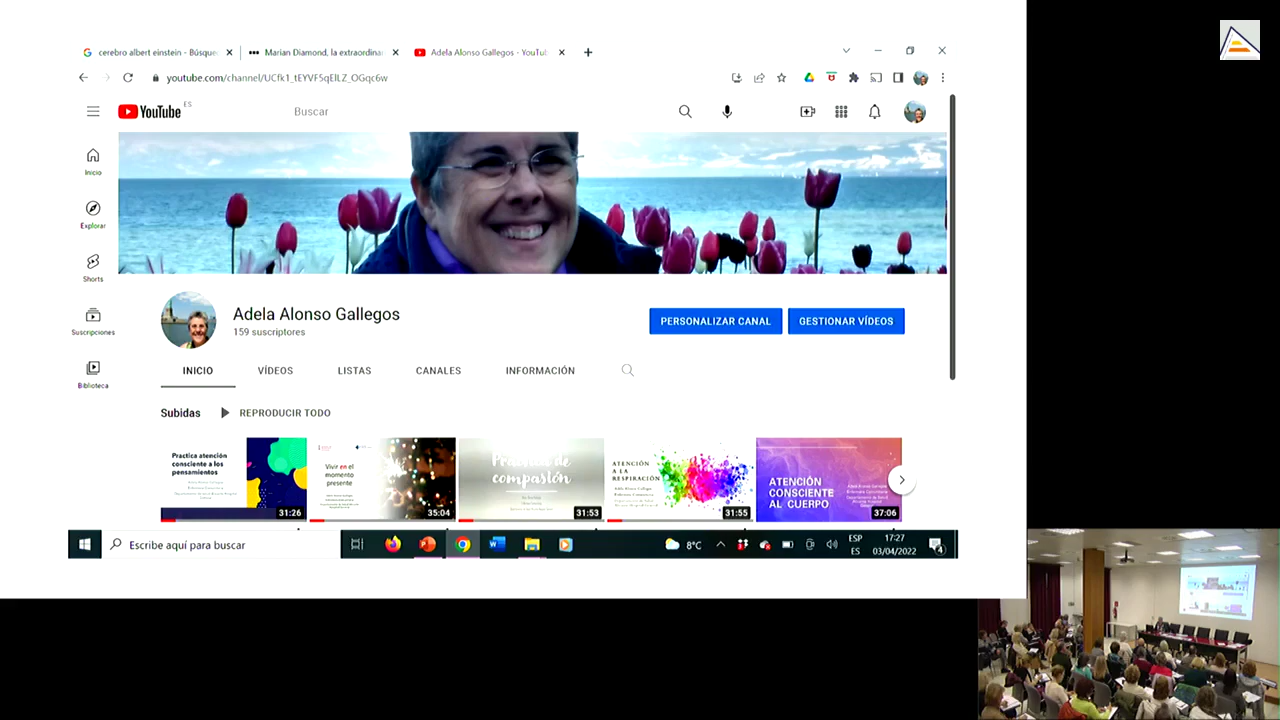 cerebro albert einstein - Búsque
Marian Diamond, la extraordinar
Adela Alonso Gallegos - YouTub
youtube.com/channel/UCfk1_tEYVFSqElLZ_OGqc6w
YouTube ES
Buscar
Inicio
Explorar
Shorts
Suscripciones
Biblioteca
Adela Alonso Gallegos
159 suscriptores
PERSONALIZAR CANAL
GESTIONAR VÍDEOS
INICIO
VÍDEOS
LISTAS
CANALES
INFORMACIÓN
Subidas
REPRODUCIR TODO
Practica atención
consciente a los
pensamientos
31:26
Vivir en el
momento
presente
35:04
Práctica de
compasión
31:53
ATENCIÓN
A LA
RESPIRACIÓN
31:55
ATENCIÓN
CONSCIENTE
AL CUERPO
37:06
Escribe aquí para buscar
8°C
ESP
ES
17:27
03/04/2022
4